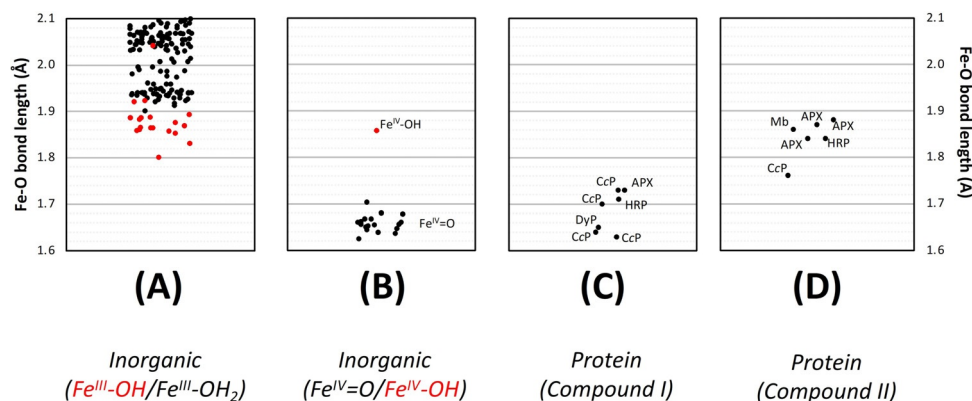 2.1
2.0
1.9
1.8
1.7
1.6
Fe-O bond length (Å)
Fe^IV-OH
Fe^IV=O
CcP
APX
CcP
HRP
DyP
CcP
CcP
Mb
APX
APX
APX
HRP
CcP
2.1
2.0
1.9
1.8
1.7
1.6
Fe-O bond length (A)
(A)
(B)
(C)
(D)
Inorganic
(Fe^III-OH/Fe^III-OH₂)
Inorganic
(Fe^IV=O/Fe^IV-OH)
Protein
(Compound I)
Protein
(Compound II)